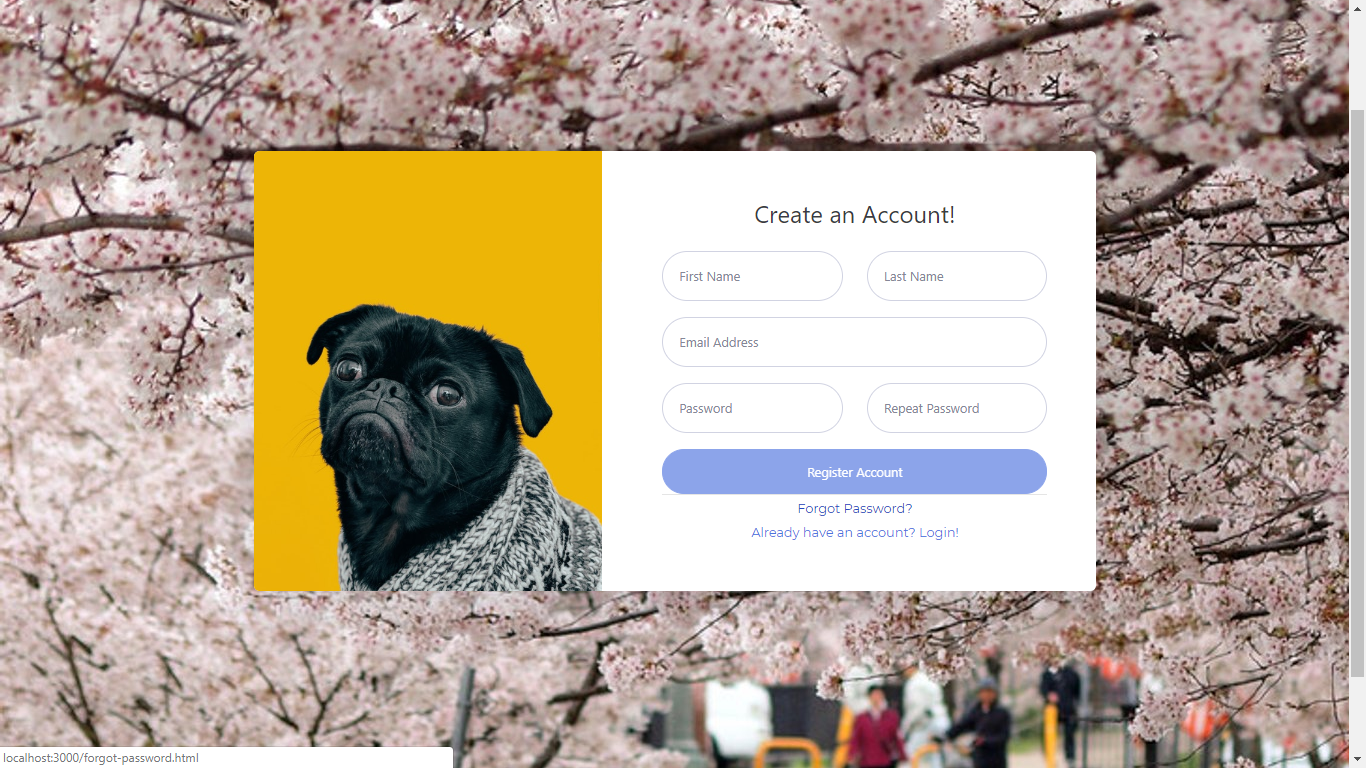 Create an Account!
First Name
Last Name
Email Address
Password
Repeat Password
Register Account
Forgot Password?
Already have an account? Login!
localhost:3000/forgot-password.html